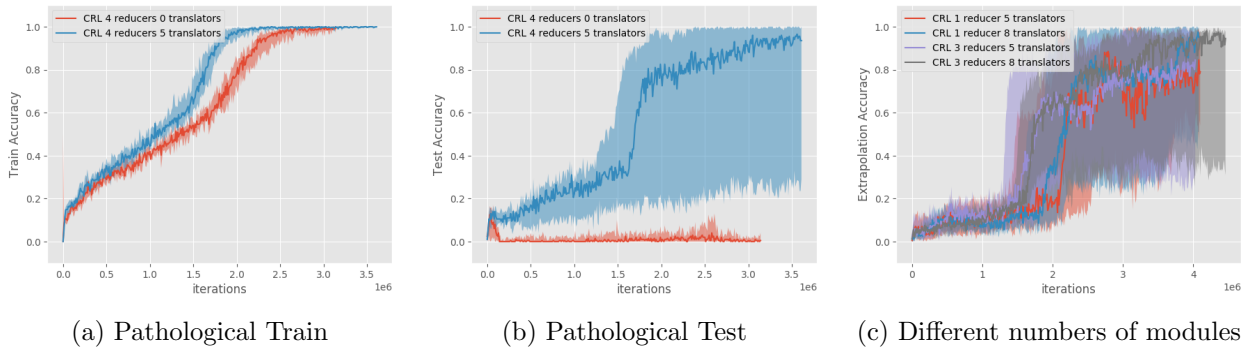 CRL 4 reducers 0 translators
CRL 4 reducers 5 translators
Train Accuracy
1.0
0.8
0.6
0.4
0.2
0.0
0.0 0.5 1.0 1.5 2.0 2.5 3.0 3.5
1e6
iterations
(a) Pathological Train
CRL 4 reducers 0 translators
CRL 4 reducers 5 translators
Test Accuracy
1.0
0.8
0.6
0.4
0.2
0.0
0.0 0.5 1.0 1.5 2.0 2.5 3.0 3.5
1e6
iterations
(b) Pathological Test
CRL 1 reducer 5 translators
CRL 1 reducer 8 translators
CRL 3 reducers 5 translators
CRL 3 reducers 8 translators
Extrapolation Accuracy
1.0
0.8
0.6
0.4
0.2
0.0
0 1 2 3 4
1e6
iterations
(c) Different numbers of modules